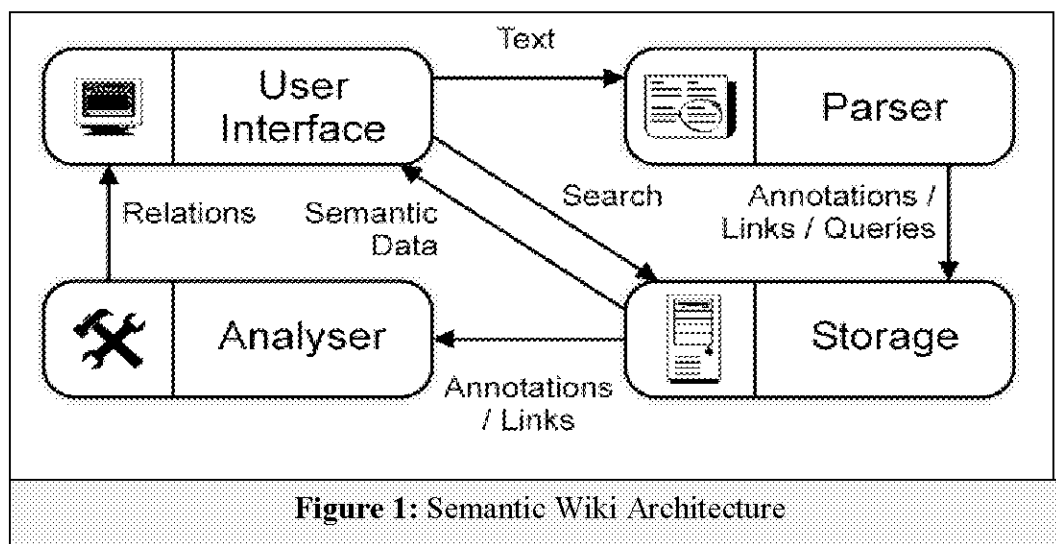 Text
User
Interface
Parser
Relations
Semantic
Data
Search
Annotations /
Links / Queries
Analyser
Storage
Annotations
/ Links
Figure 1: Semantic Wiki Architecture